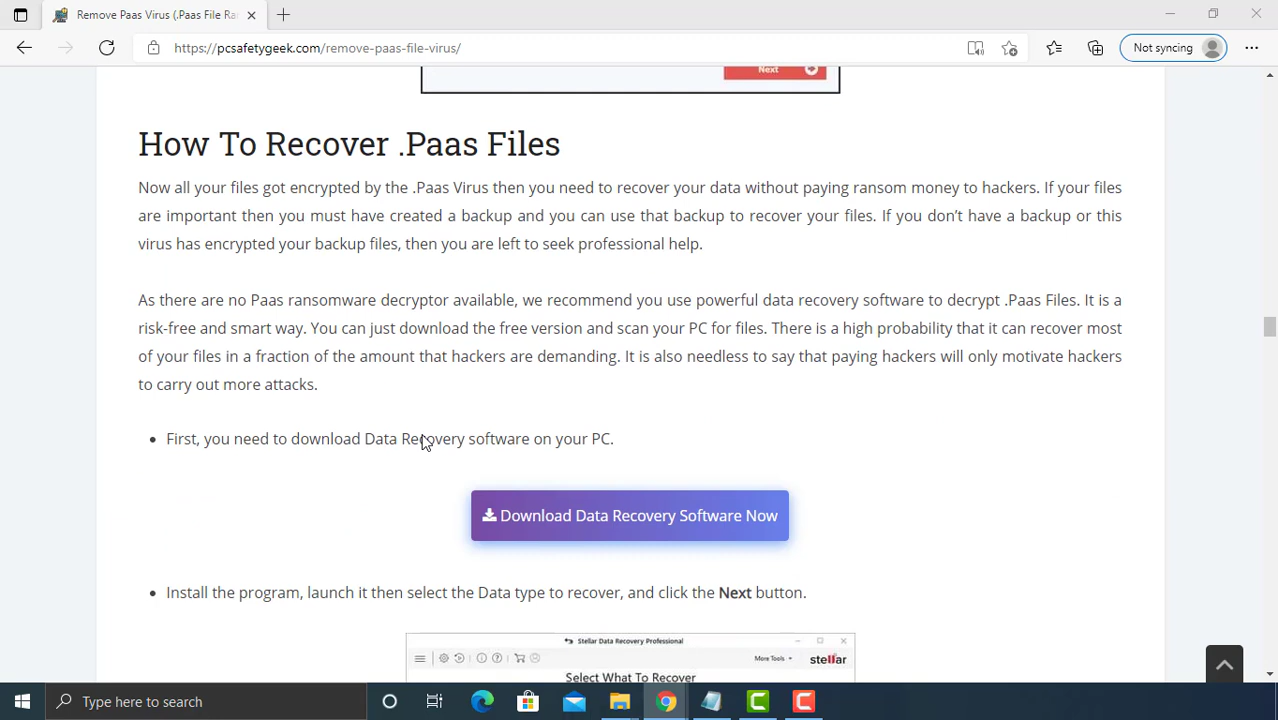 Remove Paas Virus (.Paas File Ra
https://pcsafetygeek.com/remove-paas-file-virus/
Not syncing
Next
How To Recover .Paas Files
Now all your files got encrypted by the .Paas Virus then you need to recover your data without paying ransom money to hackers. If your files
are important then you must have created a backup and you can use that backup to recover your files. If you don’t have a backup or this
virus has encrypted your backup files, then you are left to seek professional help.
As there are no Paas ransomware decryptor available, we recommend you use powerful data recovery software to decrypt .Paas Files. It is a
risk-free and smart way. You can just download the free version and scan your PC for files. There is a high probability that it can recover most
of your files in a fraction of the amount that hackers are demanding. It is also needless to say that paying hackers will only motivate hackers
to carry out more attacks.
First, you need to download Data Recovery software on your PC.
Download Data Recovery Software Now
Install the program, launch it then select the Data type to recover, and click the Next button.
Stellar Data Recovery Professional
More Tools
stellar
Select What To Recover
Type here to search